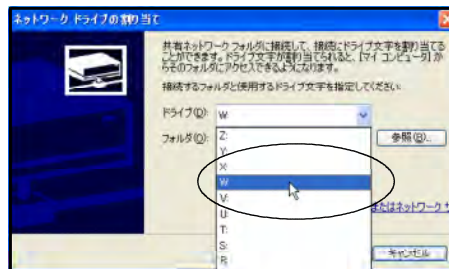 ネットワーク ドライブの割り当て
共有ネットワーク フォルダに接続して、接続にドライブ文字を割り当てる
ことができます。ドライブ文字が割り当てられると、[マイ コンピュータ] か
らそのフォルダにアクセスできるようになります。
接続するフォルダと使用するドライブ文字を指定してください:
ドライブ(D): W:
フォルダ(O): Z: 参照(B)...
Y:
X:
W:
V:
またはネットワーク サ
U:
T:
S: キャンセル
R: